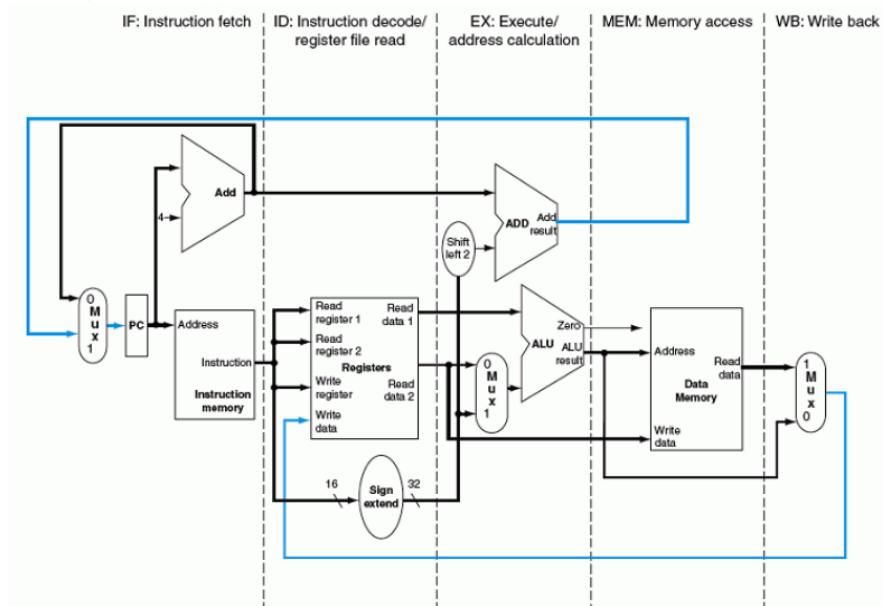 IF: Instruction fetch
ID: Instruction decode/
register file read
EX: Execute/
address calculation
MEM: Memory access
WB: Write back
Add
4
ADD
Add
result
Shift
left 2
0
M
u
x
1
PC
Address
Instruction
Instruction
memory
Read
register 1
Read
register 2
Write
register
Write
data
Registers
Read
data 1
Read
data 2
16
Sign
extend
32
0
M
u
x
1
Zero
ALU
ALU
result
Address
Write
data
Data
Memory
Read
data
1
M
u
x
0